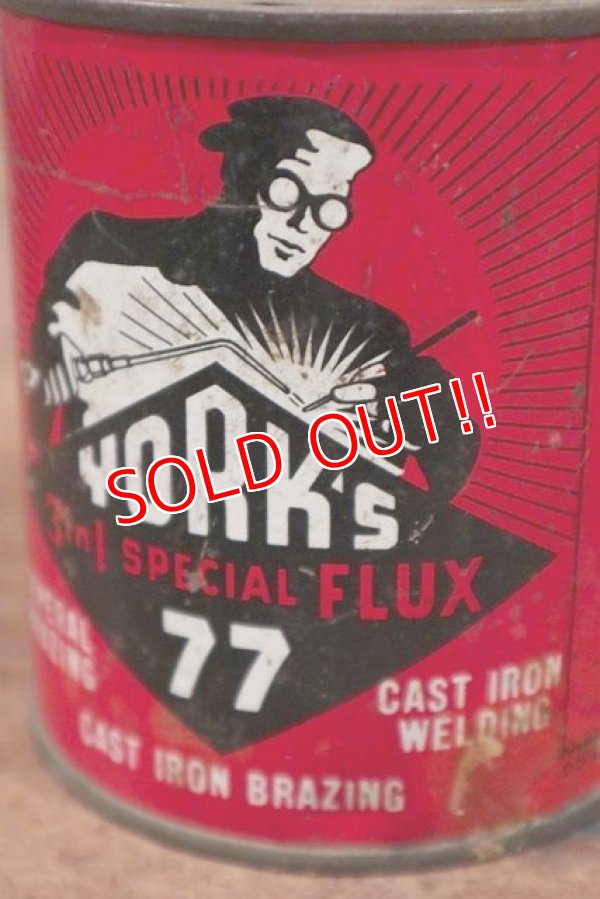 YORK'S
SOLD OUT!!
3 in 1 SPECIAL FLUX
77
CAST IRON
WELDING
CAST IRON BRAZING